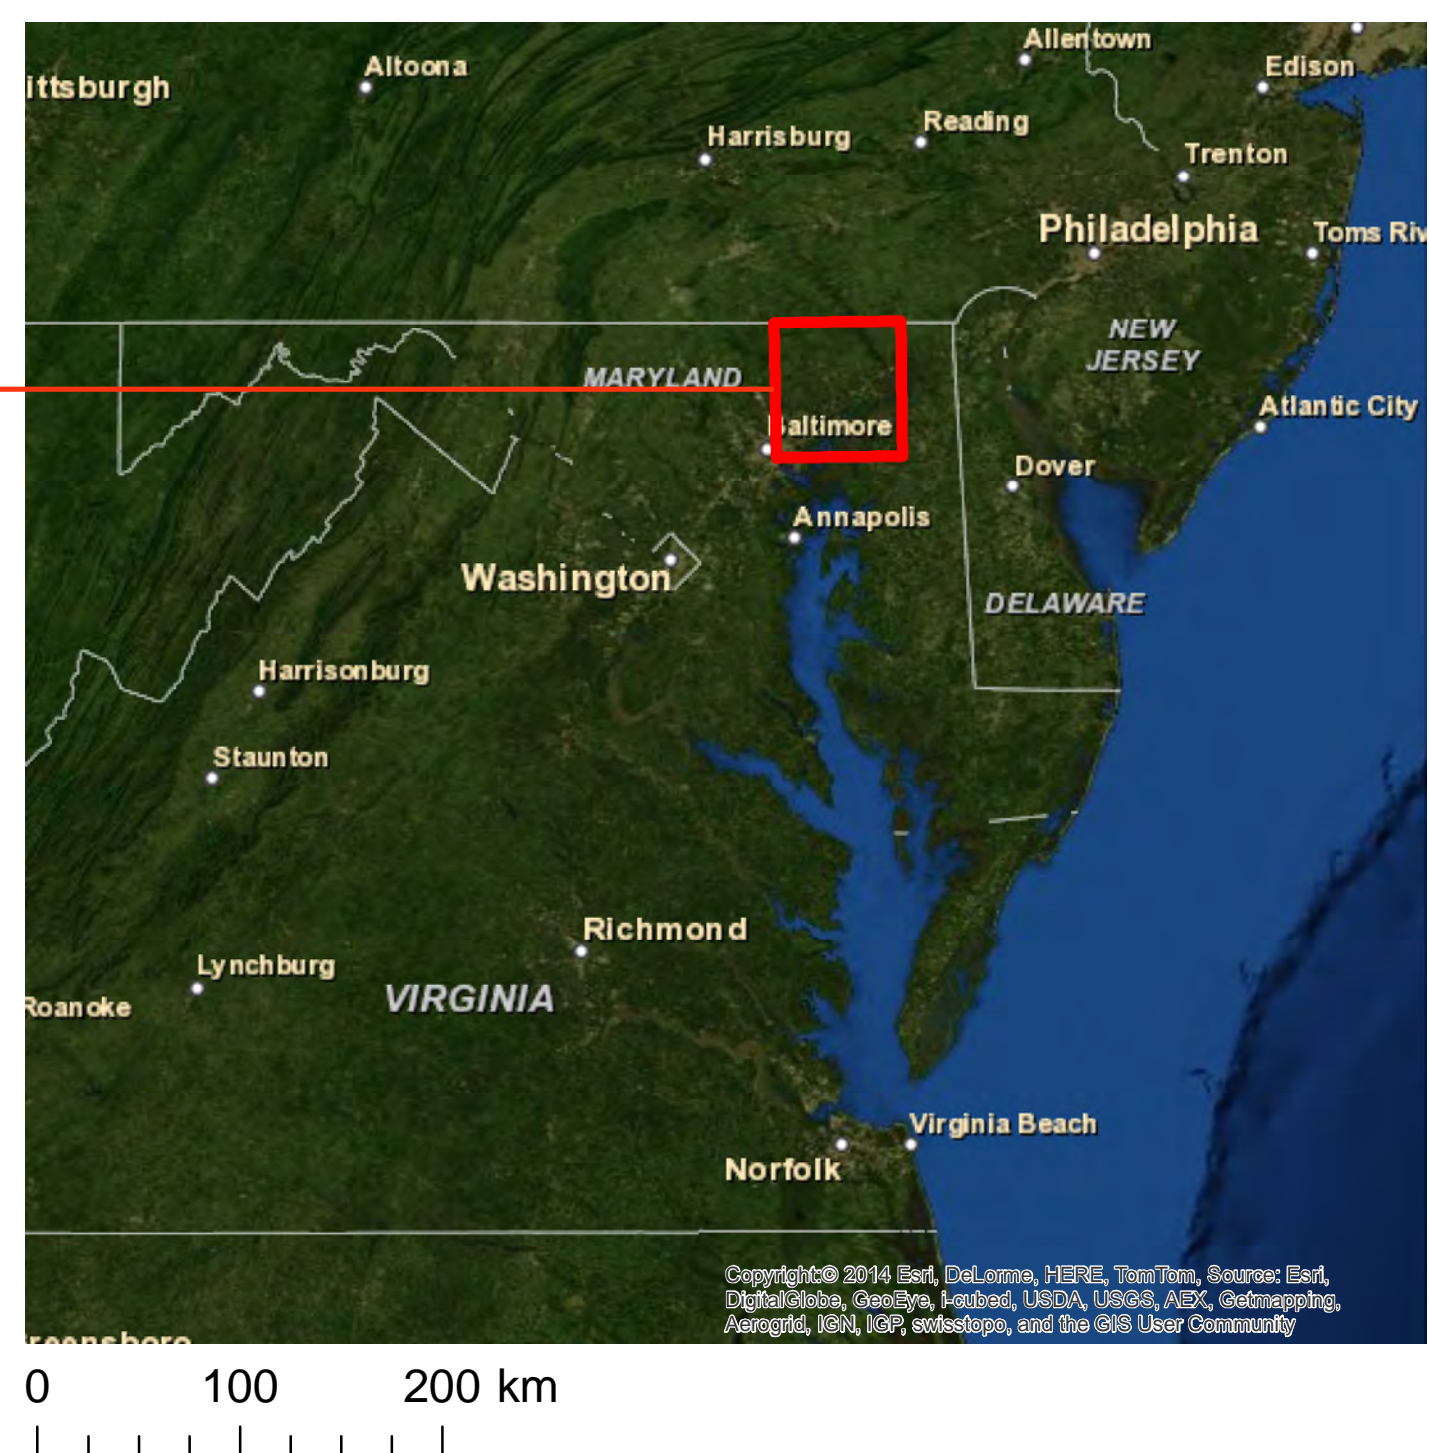 Allentown
Altoona
Edison
ittsburgh
Reading
Harrisburg
Trenton
Philadelphia
Toms Riv
NEW
JERSEY
MARYLAND
Atlantic City
Baltimore
Dover
Annapolis
Washington
DELAWARE
Harrisonburg
Staunton
Richmond
Lynchburg
VIRGINIA
Roanoke
Virginia Beach
Norfolk
Copyright:© 2014 Esri, DeLorme, HERE, TomTom, Source: Esri,
DigitalGlobe, GeoEye, i-cubed, USDA, USGS, AEX, Getmapping,
Aerogrid, IGN, IGP, swisstopo, and the GIS User Community
reensboro
0 100 200 km